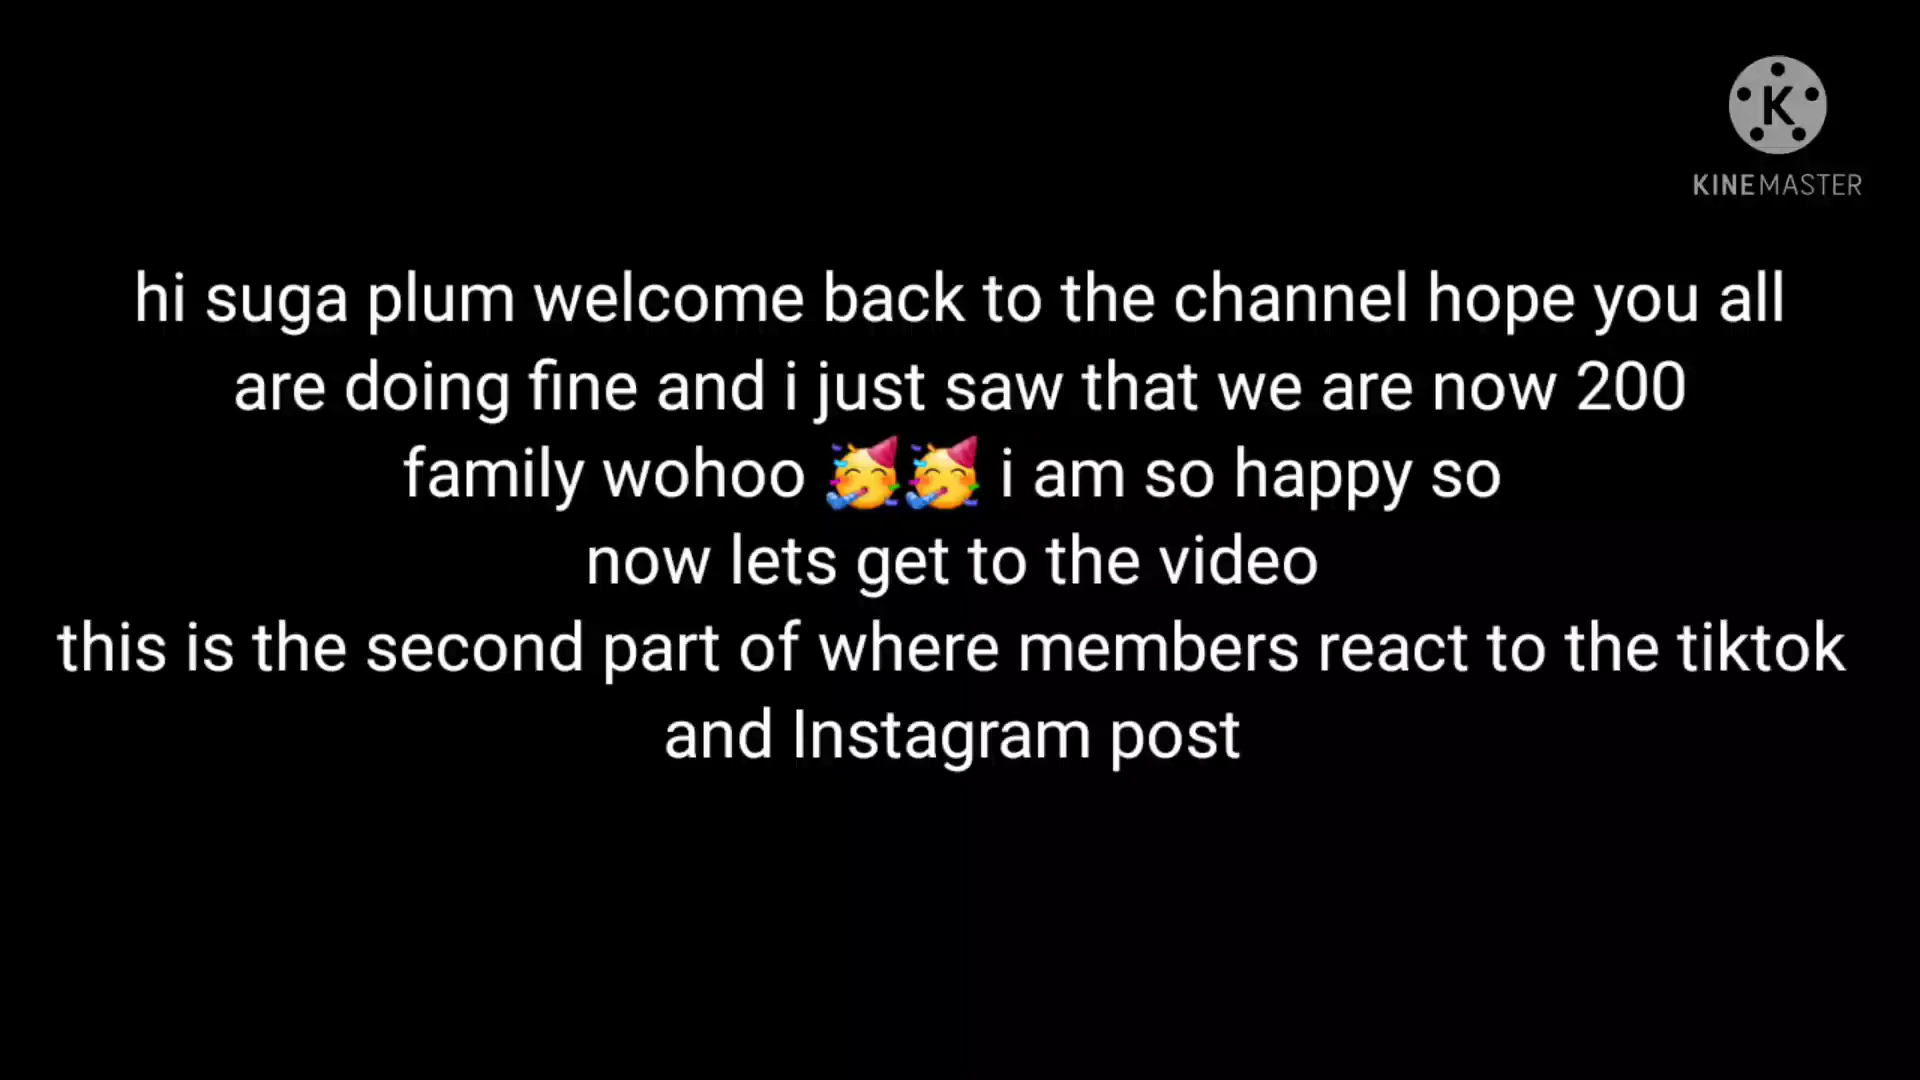 K
KINEMASTER
hi suga plum welcome back to the channel hope you all
are doing fine and i just saw that we are now 200
family wohoo 🥳🥳 i am so happy so
now lets get to the video
this is the second part of where members react to the tiktok
and Instagram post